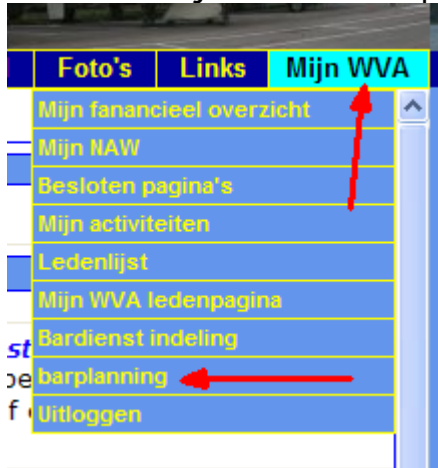 Foto's Links Mijn WVA
Mijn fanancieel overzicht
Mijn NAW
Besloten pagina's
Mijn activiteiten
Ledenlijst
Mijn WVA ledenpagina
st Bardienst indeling
barplanning
f Uitloggen